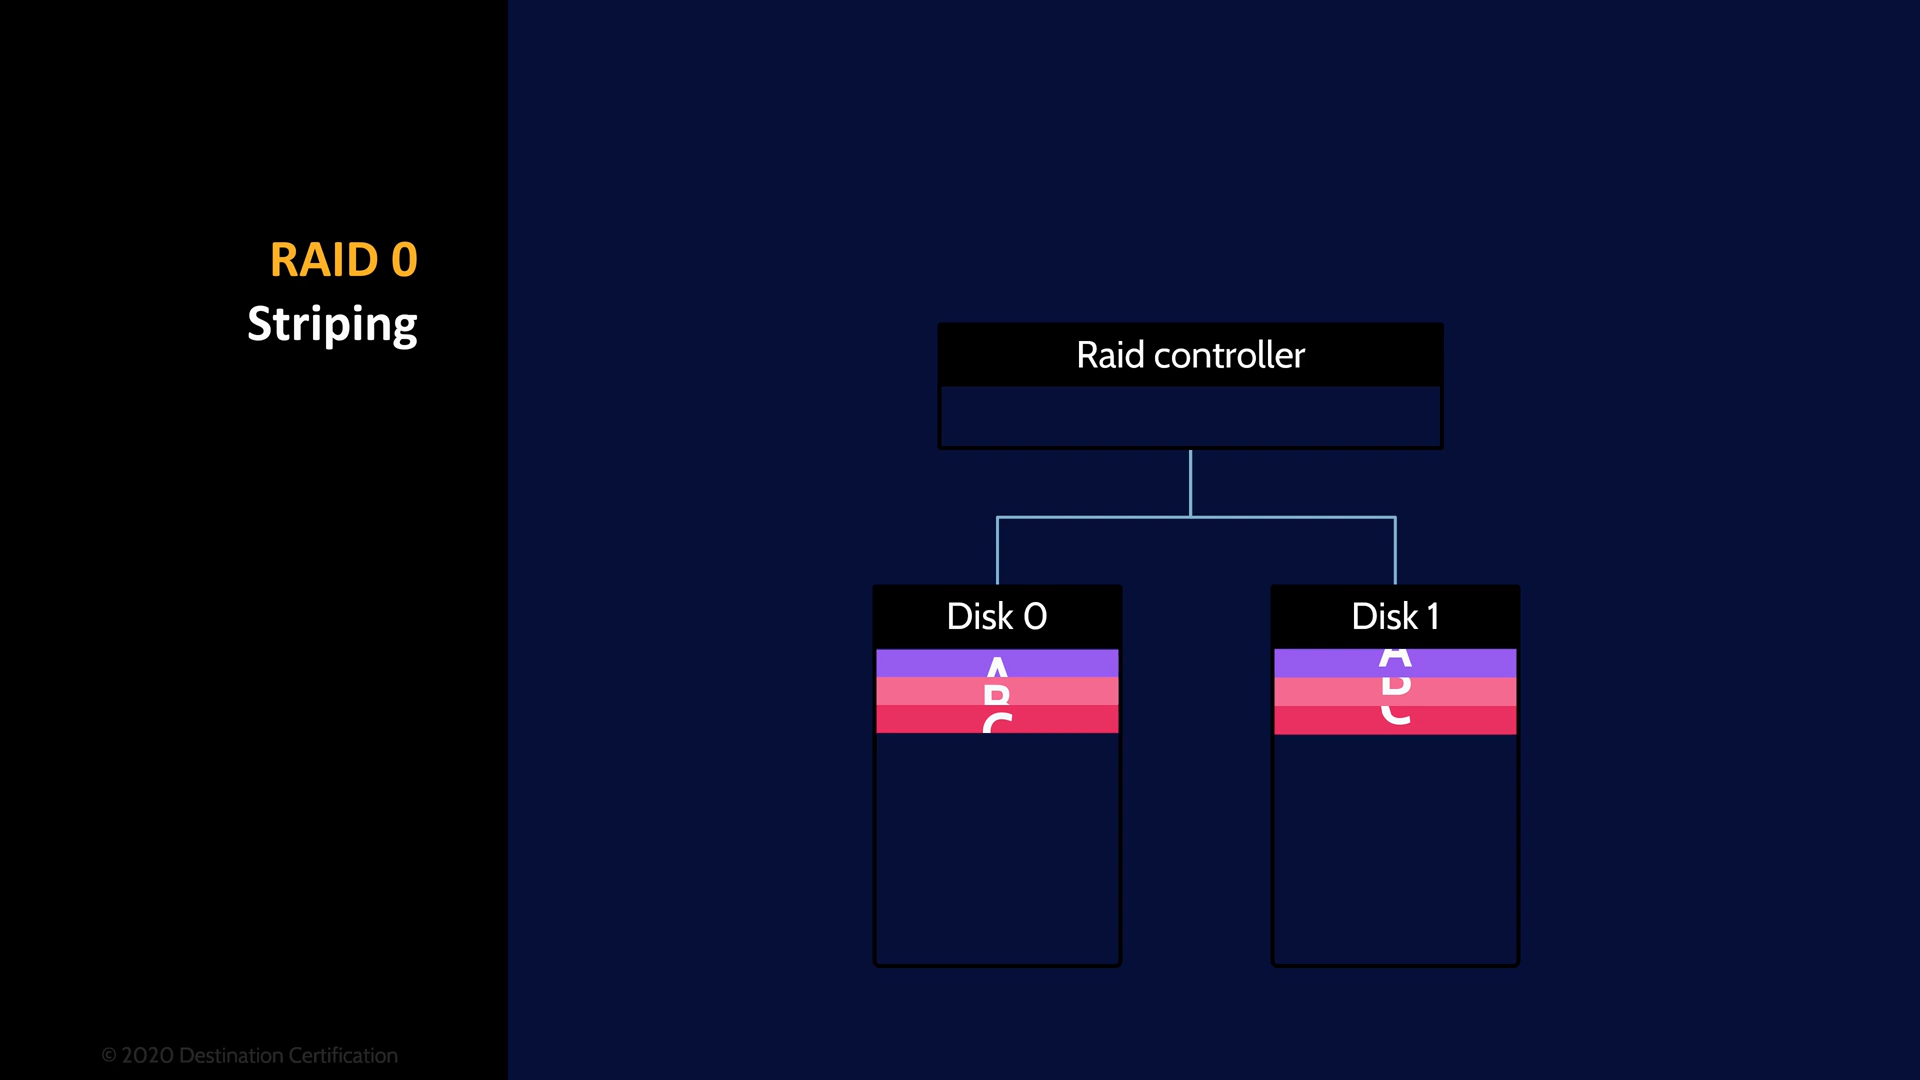 RAID 0
Striping
Raid controller
Disk 0
Disk 1
A
A
B
B
C
C
© 2020 Destination Certification